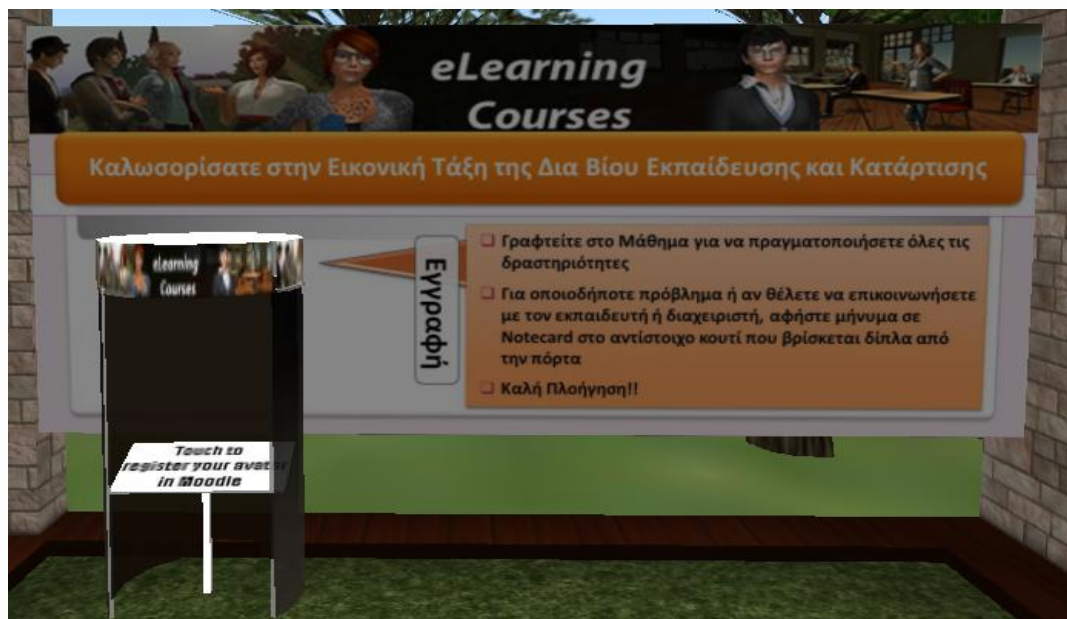 eLearning
Courses
Καλωσορίσατε στην Εικονική Τάξη της Δια Βίου Εκπαίδευσης και Κατάρτισης
Εγγραφή
Γραφτείτε στο Μάθημα για να πραγματοποιήσετε όλες τις
δραστηριότητες
Για οποιοδήποτε πρόβλημα ή αν θέλετε να επικοινωνήσετε
με τον εκπαιδευτή ή διαχειριστή, αφήστε μήνυμα σε
Notecard στο αντίστοιχο κουτί που βρίσκεται δίπλα από
την πόρτα
Καλή Πλοήγηση!!
eLearning
Courses
Touch to
register your avatar
in Moodle